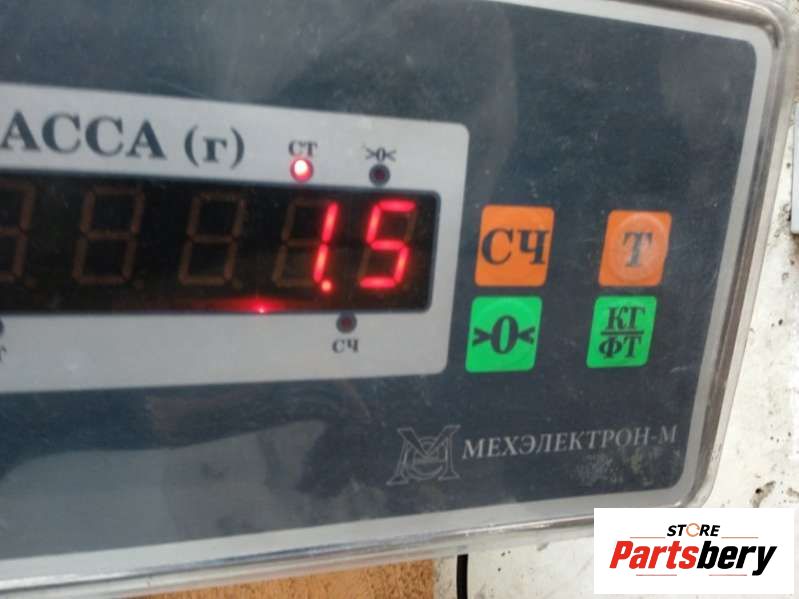 АССА (г)
СТ
>0<
1.5
СЧ
Т
>0<
КГ
ФТ
СЧ
МЕХЭЛЕКТРОН-М
STORE
Partsbery